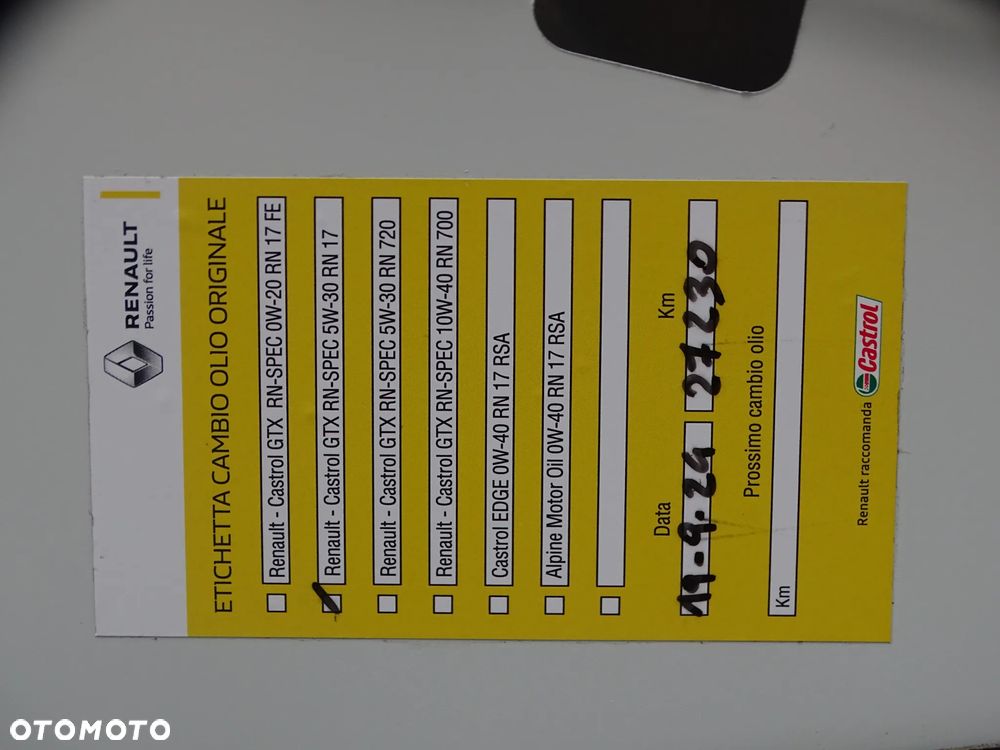 RENAULT
Passion for life
ETICHETTA CAMBIO OLIO ORIGINALE
Renault - Castrol GTX RN-SPEC 0W-20 RN 17 FE
Renault - Castrol GTX RN-SPEC 5W-30 RN 17
Renault - Castrol GTX RN-SPEC 5W-30 RN 720
Renault - Castrol GTX RN-SPEC 10W-40 RN 700
Castrol EDGE 0W-40 RN 17 RSA
Alpine Motor Oil 0W-40 RN 17 RSA
Data Km
19-9.24 27230
Prossimo cambio olio
Km
Renault raccomanda Castrol
OTOMOTO